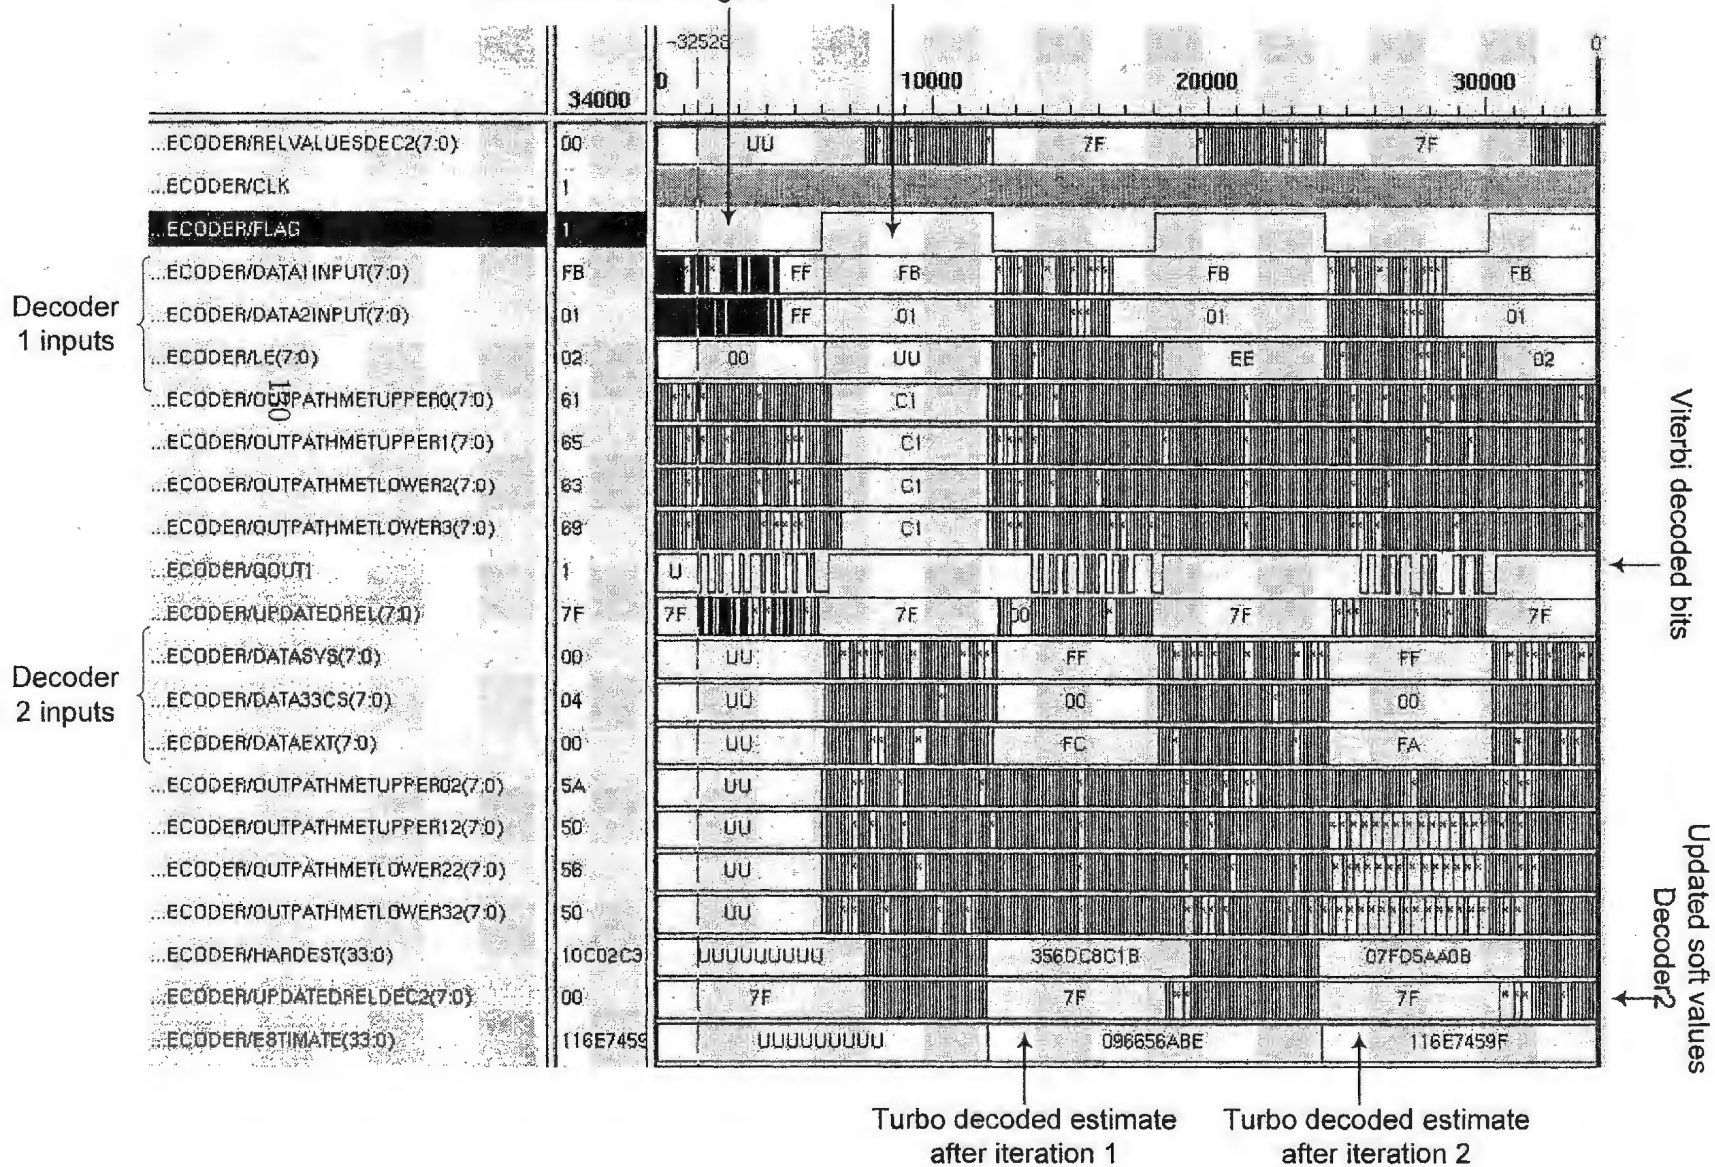 -32528
0
34000
0
10000
20000
30000
...ECODER/RELVALUESDEC2(7:0) 00 UU 7F 7F
...ECODER/CLK 1
...ECODER/FLAG 1
...ECODER/DATA1INPUT(7:0) FB FF FB FB FB
...ECODER/DATA2INPUT(7:0) 01 FF 01 01 01
...ECODER/LE(7:0) 02 00 UU EE 02
...ECODER/OUTPATHMETUPPER0(7:0) 61 C1
130
...ECODER/OUTPATHMETUPPER1(7:0) 65 C1
...ECODER/OUTPATHMETLOWER2(7:0) 63 C1
...ECODER/OUTPATHMETLOWER3(7:0) 69 C1
...ECODER/QOUT1 1 U
...ECODER/UPDATEDREL(7:0) 7F 7F 7F 00 7F 7F
...ECODER/DATASYS(7:0) 00 UU FF FF
...ECODER/DATA33CS(7:0) 04 UU 00 00
...ECODER/DATAEXT(7:0) 00 UU FC FA
...ECODER/OUTPATHMETUPPER02(7:0) 5A UU
...ECODER/OUTPATHMETUPPER12(7:0) 50 UU
...ECODER/OUTPATHMETLOWER22(7:0) UU
...ECODER/OUTPATHMETLOWER32(7:0) 50 UU
...ECODER/HARDEST(33:0) 10C02C3 UUUUUUUUU 356DC8C1B 07FD5AA0B
...ECODER/UPDATEDRELDEC2(7:0) 00 7F 7F 7F
...ECODER/ESTIMATE(33:0) 116E7459 UUUUUUUUU 096656ABE 116E7459F
Decoder
1 inputs
Decoder
2 inputs
Viterbi decoded bits
Updated soft values
Decoder2
Turbo decoded estimate
after iteration 1
Turbo decoded estimate
after iteration 2